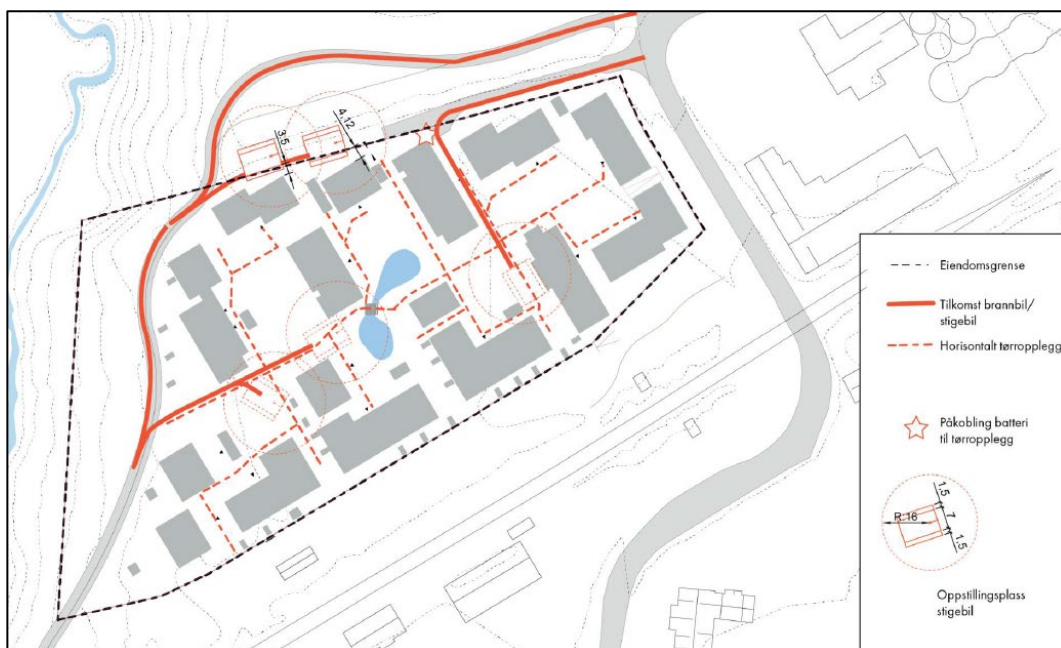 3,5
4,12
Eiendomsgrense
Tilkomst brannbil/
stigebil
Horisontalt tørropplegg
Påkobling batteri
til tørropplegg
1,5
7
R:16
1,5
Oppstillingsplass
stigebil